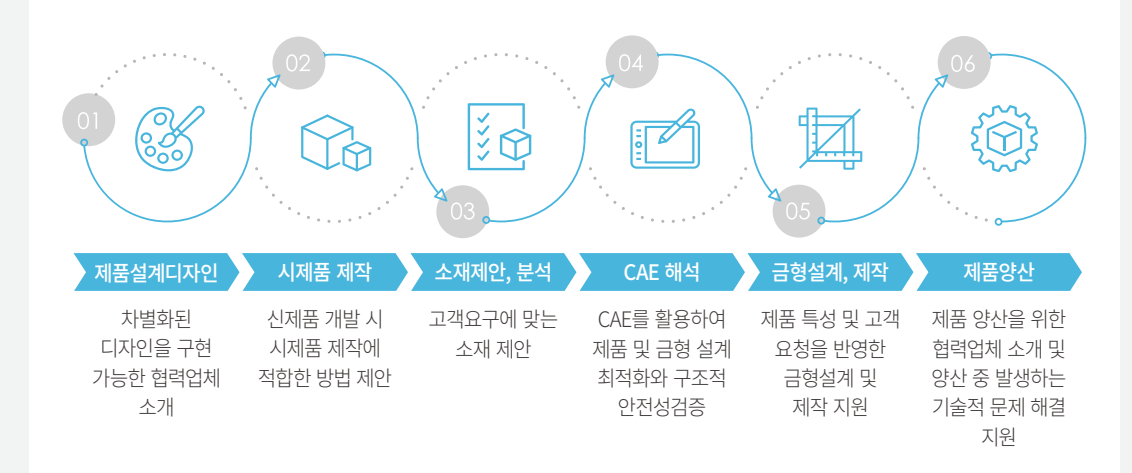 01
02
03
04
05
06
제품설계디자인
시제품 제작
소재제안, 분석
CAE 해석
금형설계, 제작
제품양산
차별화된
디자인을 구현
가능한 협력업체
소개
신제품 개발 시
시제품 제작에
적합한 방법 제안
고객요구에 맞는
소재 제안
CAE를 활용하여
제품 및 금형 설계
최적화와 구조적
안전성검증
제품 특성 및 고객
요청을 반영한
금형설계 및
제작 지원
제품 양산을 위한
협력업체 소개 및
양산 중 발생하는
기술적 문제 해결
지원